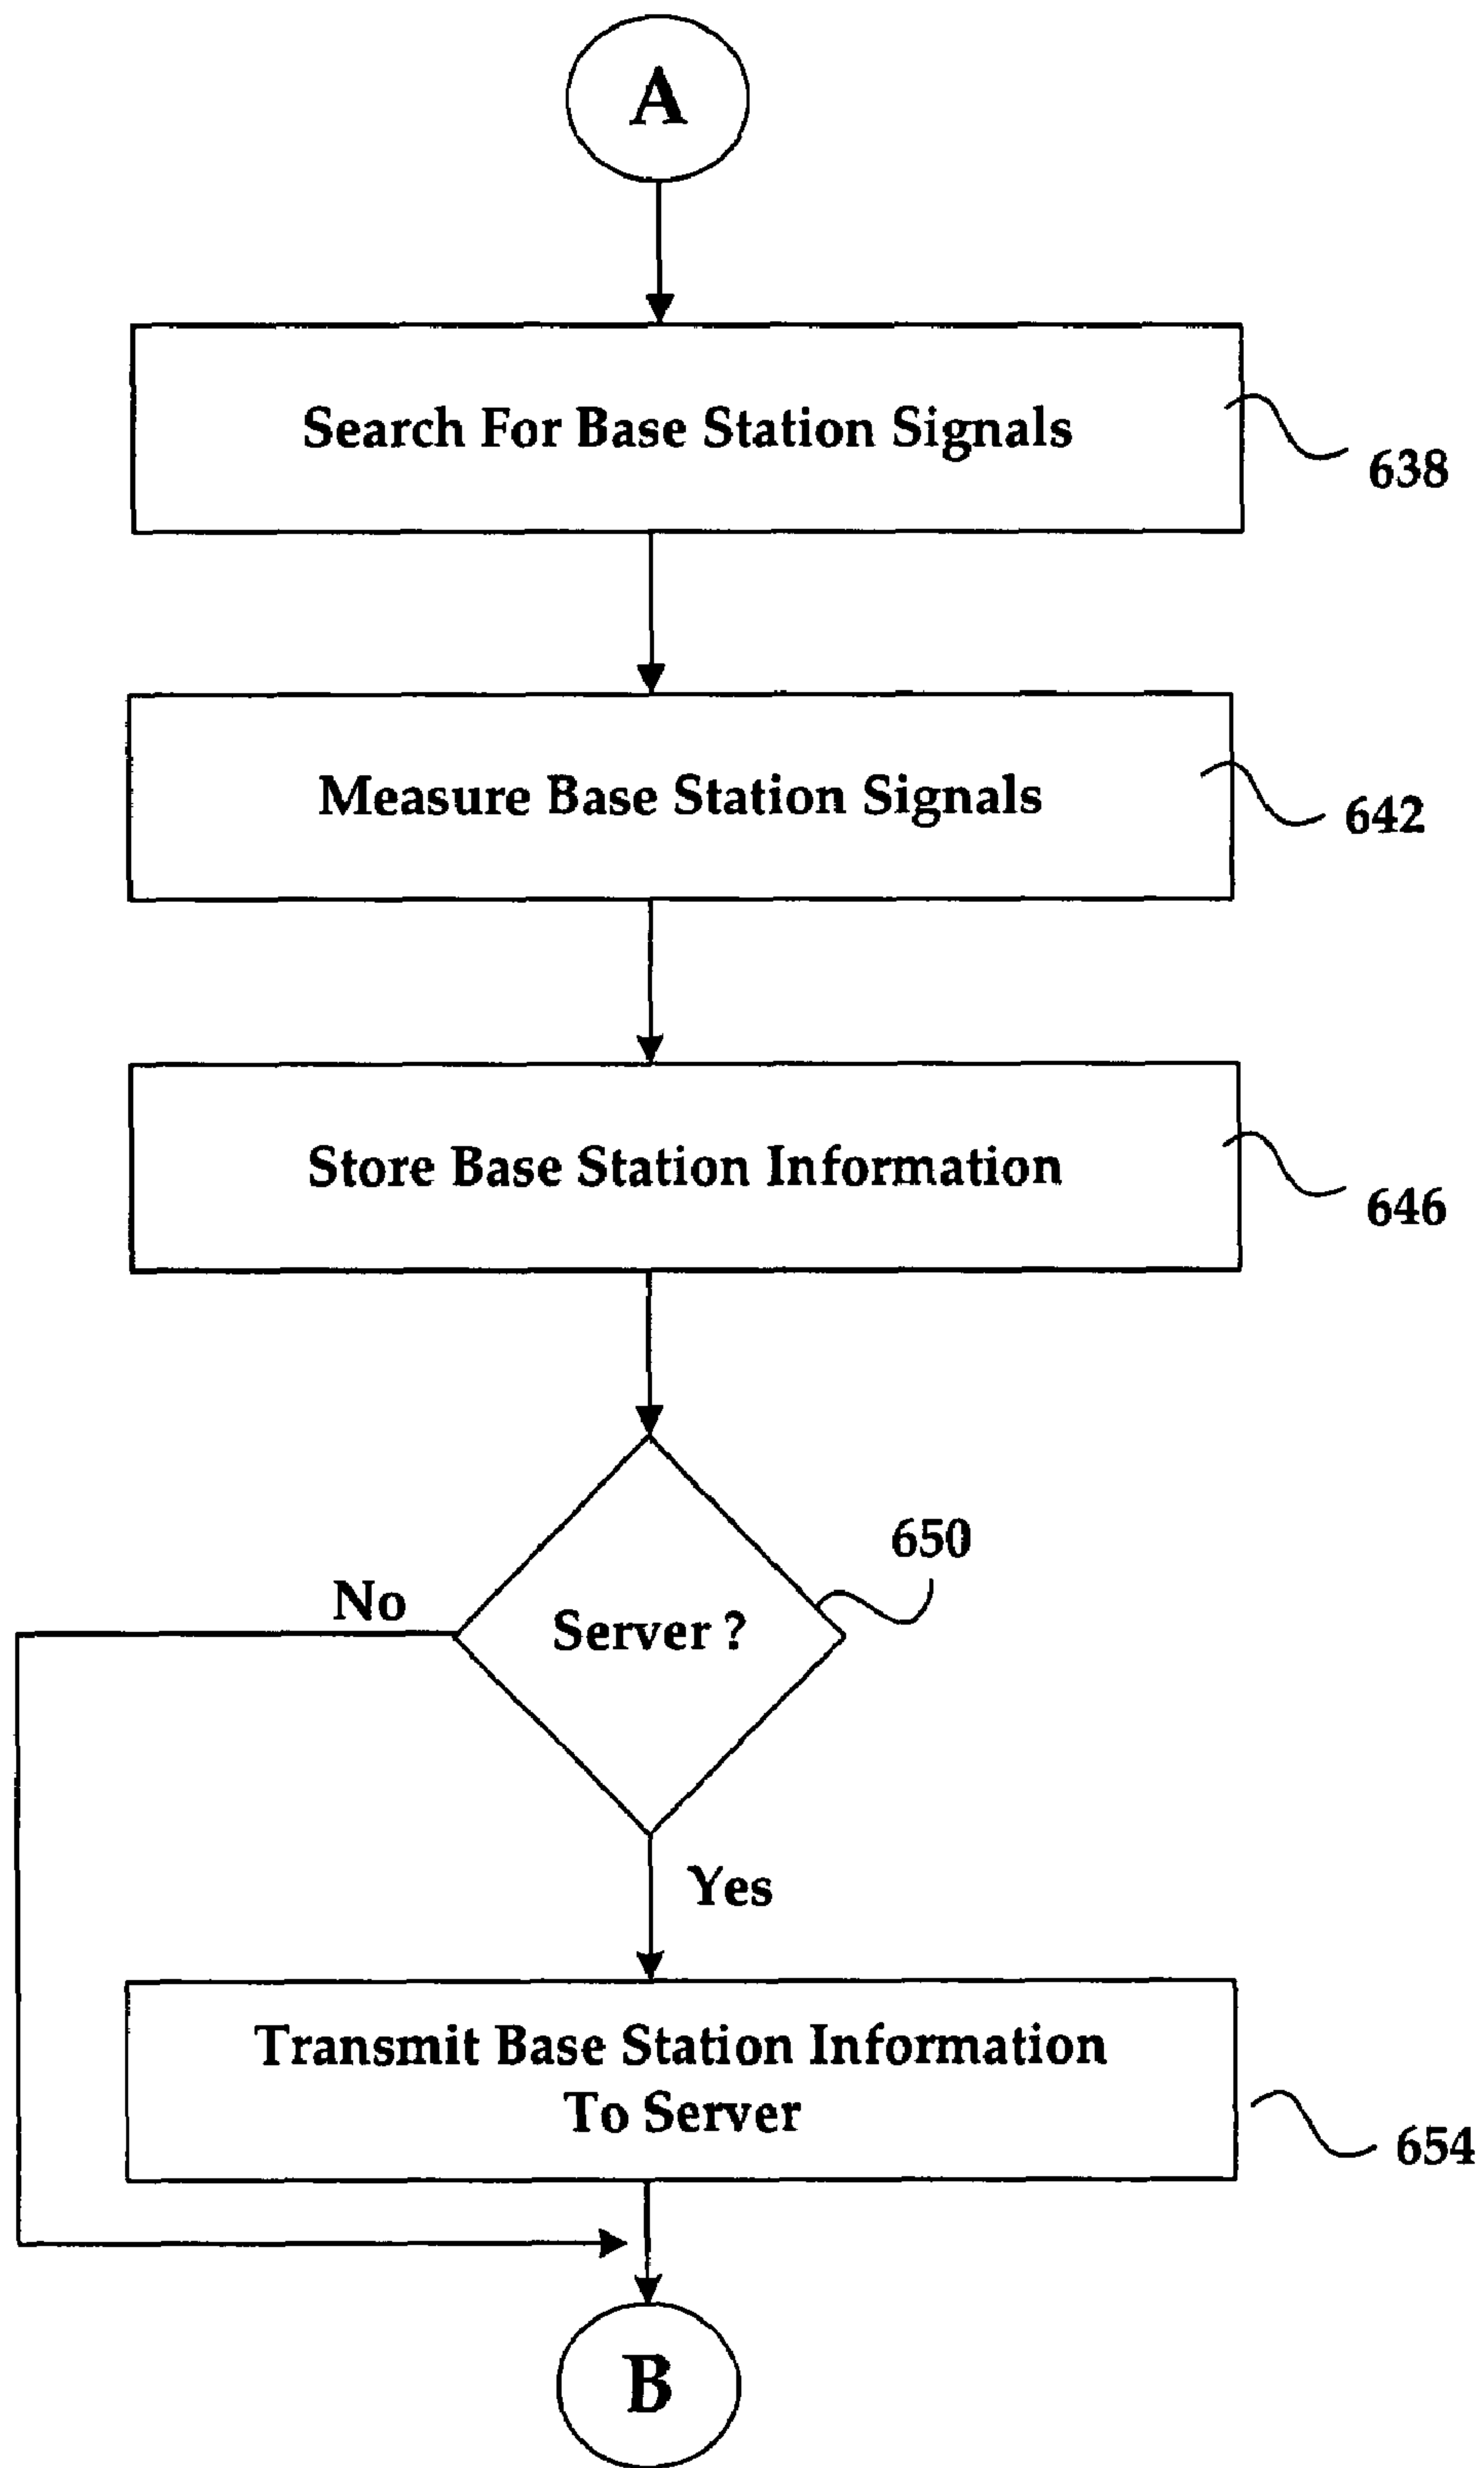 A
Search For Base Station Signals
638
Measure Base Station Signals
642
Store Base Station Information
646
650
No
Server ?
Yes
Transmit Base Station Information
To Server
654
B